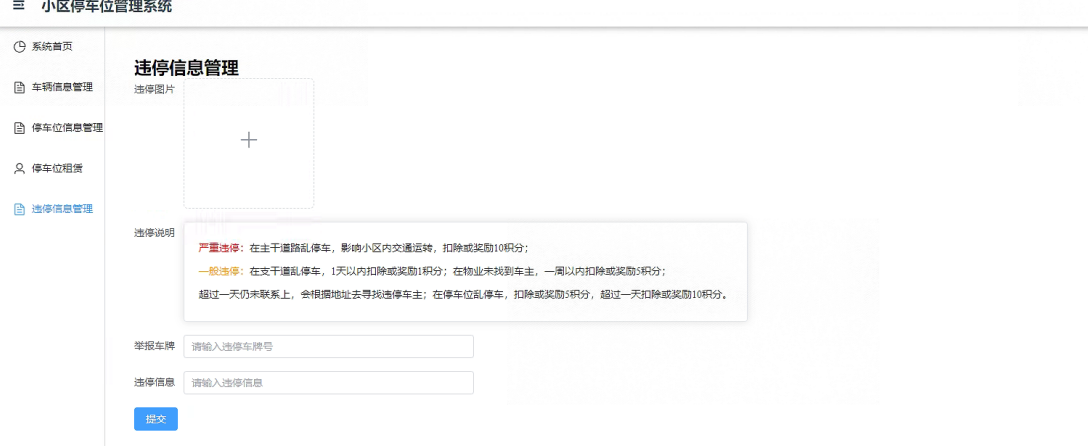 小区停车位管理系统
系统首页
车辆信息管理
停车位信息管理
停车位租赁
违停信息管理
违停信息管理
违停图片
违停说明
严重违停：在主干道路乱停车，影响小区内交通运转，扣除或奖励10积分；
一般违停：在支干道乱停车，1天以内扣除或奖励1积分；在物业未找到车主，一周以内扣除或奖励5积分；
超过一天仍未联系上，会根据地址去寻找违停车主；在停车位乱停车，扣除或奖励5积分，超过一天扣除或奖励10积分。
举报车牌
请输入违停车牌号
违停信息
请输入违停信息
提交